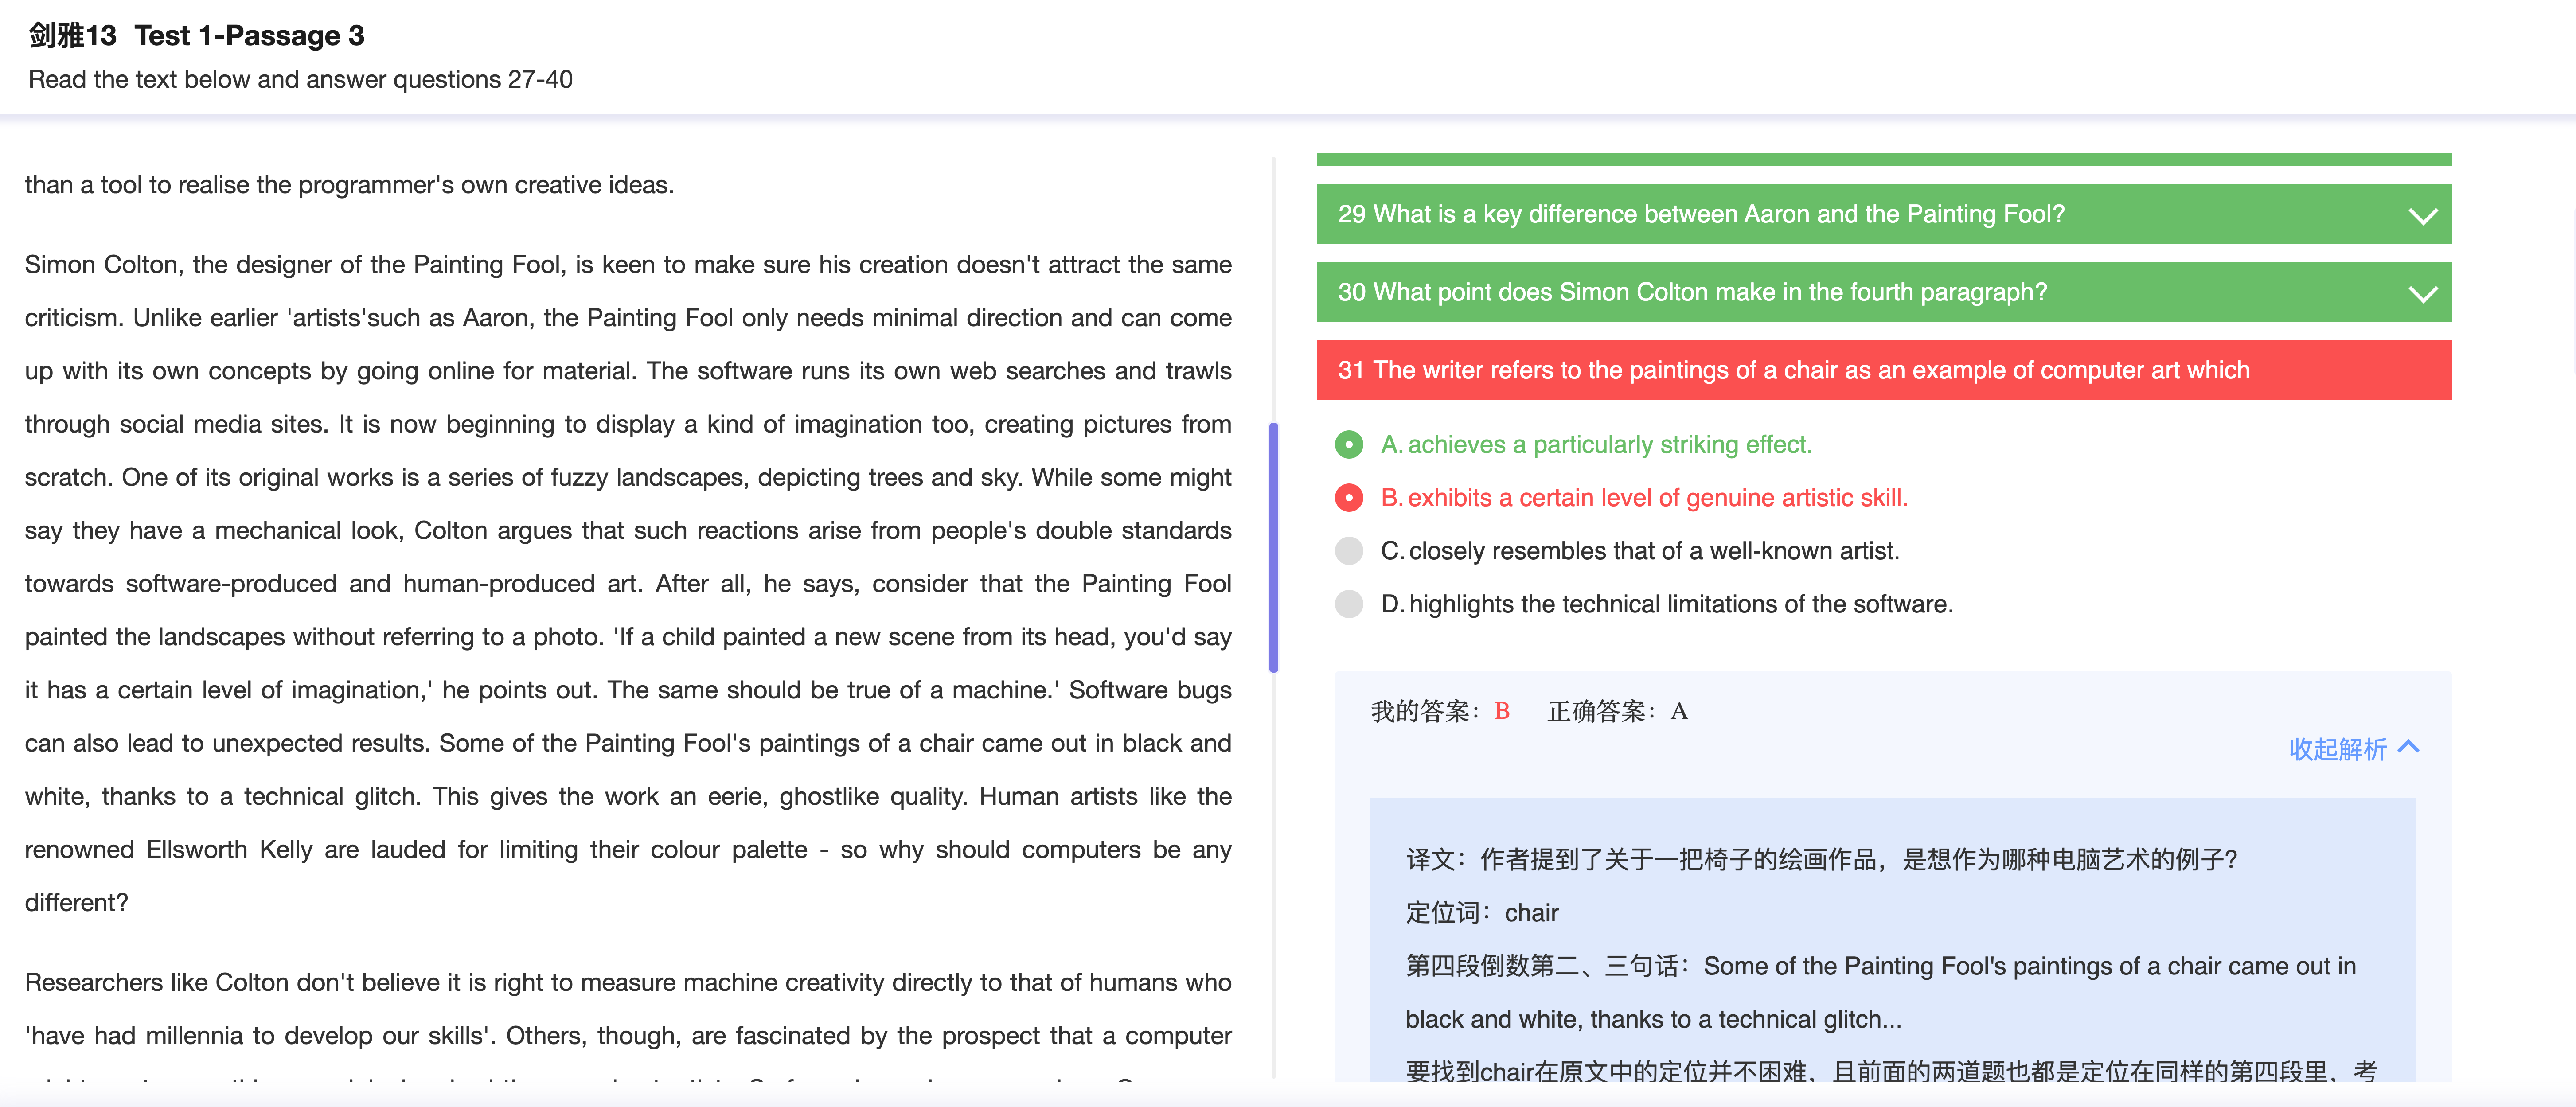 剑雅13 Test 1-Passage 3
Read the text below and answer questions 27-40
than a tool to realise the programmer's own creative ideas.
Simon Colton, the designer of the Painting Fool, is keen to make sure his creation doesn't attract the same
criticism. Unlike earlier 'artists'such as Aaron, the Painting Fool only needs minimal direction and can come
up with its own concepts by going online for material. The software runs its own web searches and trawls
through social media sites. It is now beginning to display a kind of imagination too, creating pictures from
scratch. One of its original works is a series of fuzzy landscapes, depicting trees and sky. While some might
say they have a mechanical look, Colton argues that such reactions arise from people's double standards
towards software-produced and human-produced art. After all, he says, consider that the Painting Fool
painted the landscapes without referring to a photo. 'If a child painted a new scene from its head, you'd say
it has a certain level of imagination,' he points out. The same should be true of a machine.' Software bugs
can also lead to unexpected results. Some of the Painting Fool's paintings of a chair came out in black and
white, thanks to a technical glitch. This gives the work an eerie, ghostlike quality. Human artists like the
renowned Ellsworth Kelly are lauded for limiting their colour palette - so why should computers be any
different?
Researchers like Colton don't believe it is right to measure machine creativity directly to that of humans who
'have had millennia to develop our skills'. Others, though, are fascinated by the prospect that a computer
29 What is a key difference between Aaron and the Painting Fool?
30 What point does Simon Colton make in the fourth paragraph?
31 The writer refers to the paintings of a chair as an example of computer art which
A. achieves a particularly striking effect.
B. exhibits a certain level of genuine artistic skill.
C. closely resembles that of a well-known artist.
D. highlights the technical limitations of the software.
我的答案：B 正确答案：A
收起解析
译文：作者提到了关于一把椅子的绘画作品，是想作为哪种电脑艺术的例子?
定位词：chair
第四段倒数第二、三句话：Some of the Painting Fool's paintings of a chair came out in
black and white, thanks to a technical glitch...
要找到chair在原文中的定位并不困难，且前面的两道题也都是定位在同样的第四段里，考